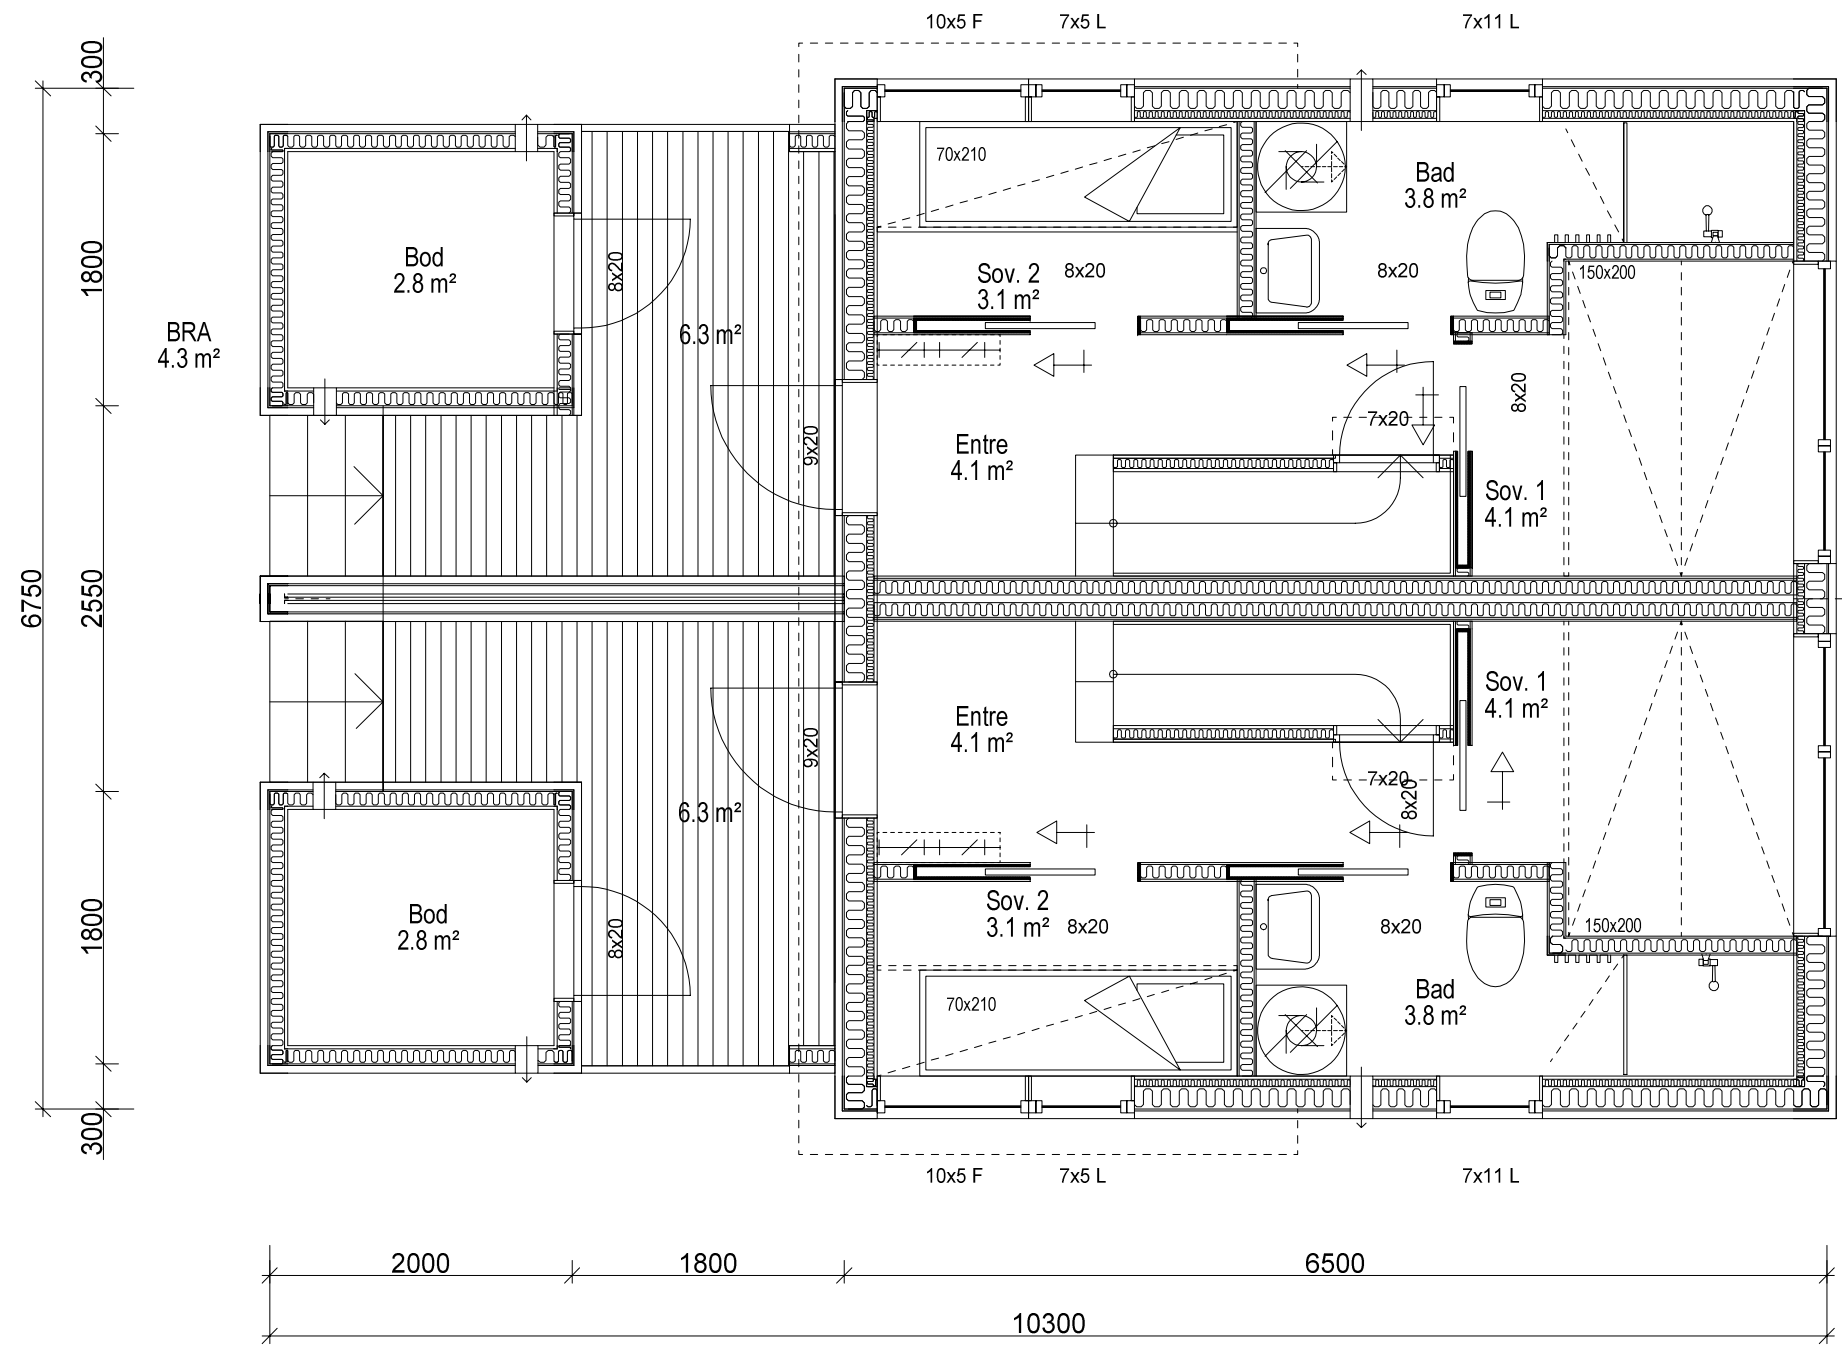 10x5 F
7x5 L
7x11 L
300
70x210
Bad
3.8 m²
Bod
2.8 m²
8x20
1800
Sov. 2
3.1 m²
8x20
8x20
150x200
BRA
4.3 m²
6.3 m²
8x20
7x20
9x20
Entre
4.1 m²
Sov. 1
4.1 m²
6750
2550
Sov. 1
4.1 m²
Entre
4.1 m²
9x20
7x20
8x20
6.3 m²
Bod
2.8 m²
8x20
1800
Sov. 2
3.1 m²
8x20
8x20
150x200
70x210
Bad
3.8 m²
300
10x5 F
7x5 L
7x11 L
2000
1800
6500
10300